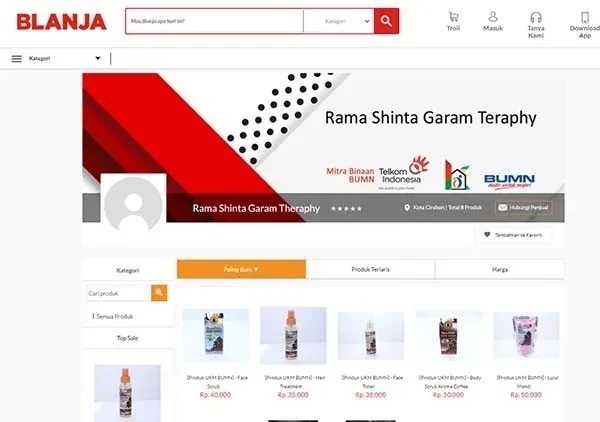 BLANJA
Mau Blanja apa hari ini?
Kategori
Troli
Masuk
Tanya
Kami
Download
App
Kategori
Rama Shinta Garam Teraphy
Mitra Binaan
BUMN
Telkom
Indonesia
the world in your hand
BUMN
Hadir untuk negeri
Rama Shinta Garam Theraphy
Kota Cirebon | Total 8 Produk
Hubungi Penjual
Tambahkan ke Favorit
Kategori
Cari produk
Semua Produk
Top Sale
Paling Baru
Produk Terlaris
Harga
[Produk UKM BUMN] - Face
Scrub
Rp. 40.000
[Produk UKM BUMN] - Hair
Treatment
Rp. 35.000
[Produk UKM BUMN] - Face
Toner
Rp. 35.000
[Produk UKM BUMN] - Body
Scrub Aroma Coffee
Rp. 50.000
[Produk UKM BUMN] - Lulur
Mandi
Rp. 50.000